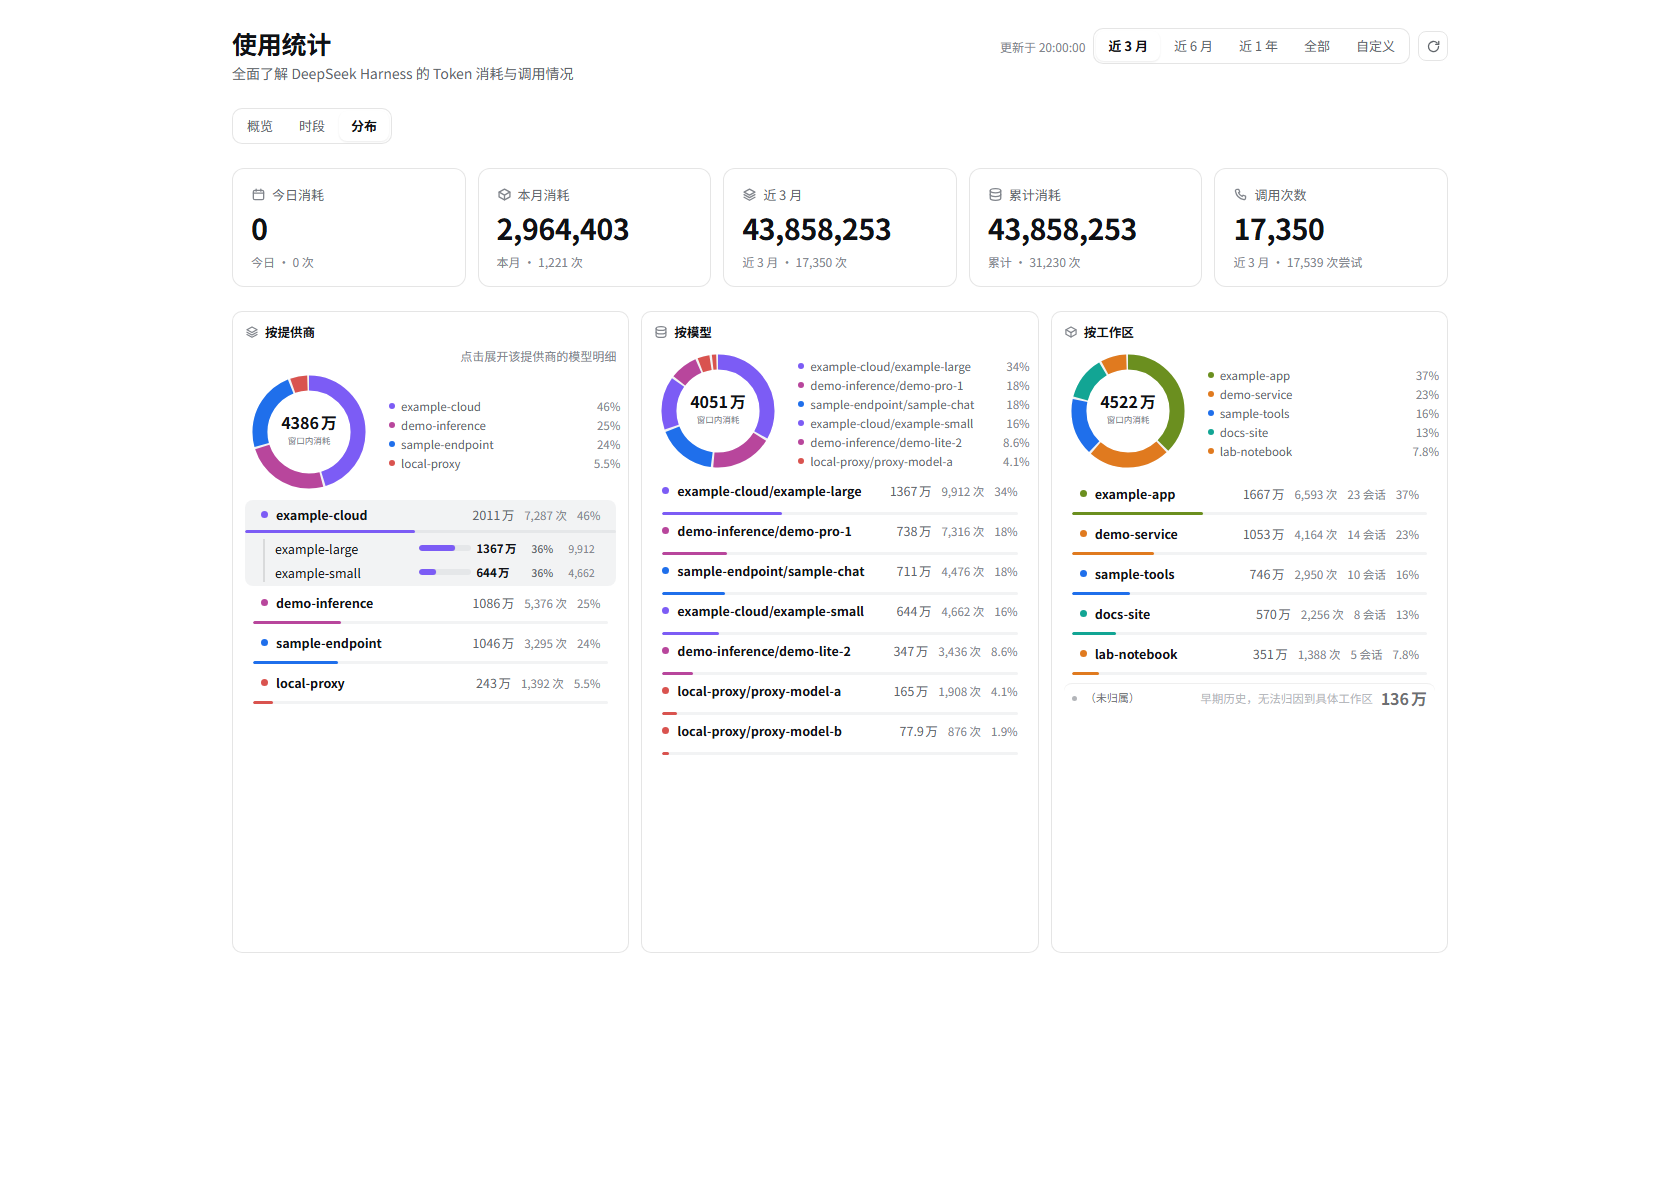 使用统计
全面了解 DeepSeek Harness 的 Token 消耗与调用情况
更新于 20:00:00
近 3 月 近 6 月 近 1 年 全部 自定义
概览 时段 分布
今日消耗
0
今日 · 0 次
本月消耗
2,964,403
本月 · 1,221 次
近 3 月
43,858,253
近 3 月 · 17,350 次
累计消耗
43,858,253
累计 · 31,230 次
调用次数
17,350
近 3 月 · 17,539 次尝试
按提供商
点击展开该提供商的模型明细
4386万
窗口内消耗
example-cloud 46%
demo-inference 25%
sample-endpoint 24%
local-proxy 5.5%
example-cloud 2011万 7,287 次 46%
example-large 1367万 36% 9,912
example-small 644万 36% 4,662
demo-inference 1086万 5,376 次 25%
sample-endpoint 1046万 3,295 次 24%
local-proxy 243万 1,392 次 5.5%
按模型
4051万
窗口内消耗
example-cloud/example-large 34%
demo-inference/demo-pro-1 18%
sample-endpoint/sample-chat 18%
example-cloud/example-small 16%
demo-inference/demo-lite-2 8.6%
local-proxy/proxy-model-a 4.1%
example-cloud/example-large 1367万 9,912 次 34%
demo-inference/demo-pro-1 738万 7,316 次 18%
sample-endpoint/sample-chat 711万 4,476 次 18%
example-cloud/example-small 644万 4,662 次 16%
demo-inference/demo-lite-2 347万 3,436 次 8.6%
local-proxy/proxy-model-a 165万 1,908 次 4.1%
local-proxy/proxy-model-b 77.9万 876 次 1.9%
按工作区
4522万
窗口内消耗
example-app 37%
demo-service 23%
sample-tools 16%
docs-site 13%
lab-notebook 7.8%
example-app 1667万 6,593 次 23 会话 37%
demo-service 1053万 4,164 次 14 会话 23%
sample-tools 746万 2,950 次 10 会话 16%
docs-site 570万 2,256 次 8 会话 13%
lab-notebook 351万 1,388 次 5 会话 7.8%
（未归属） 早期历史，无法归因到具体工作区 136万